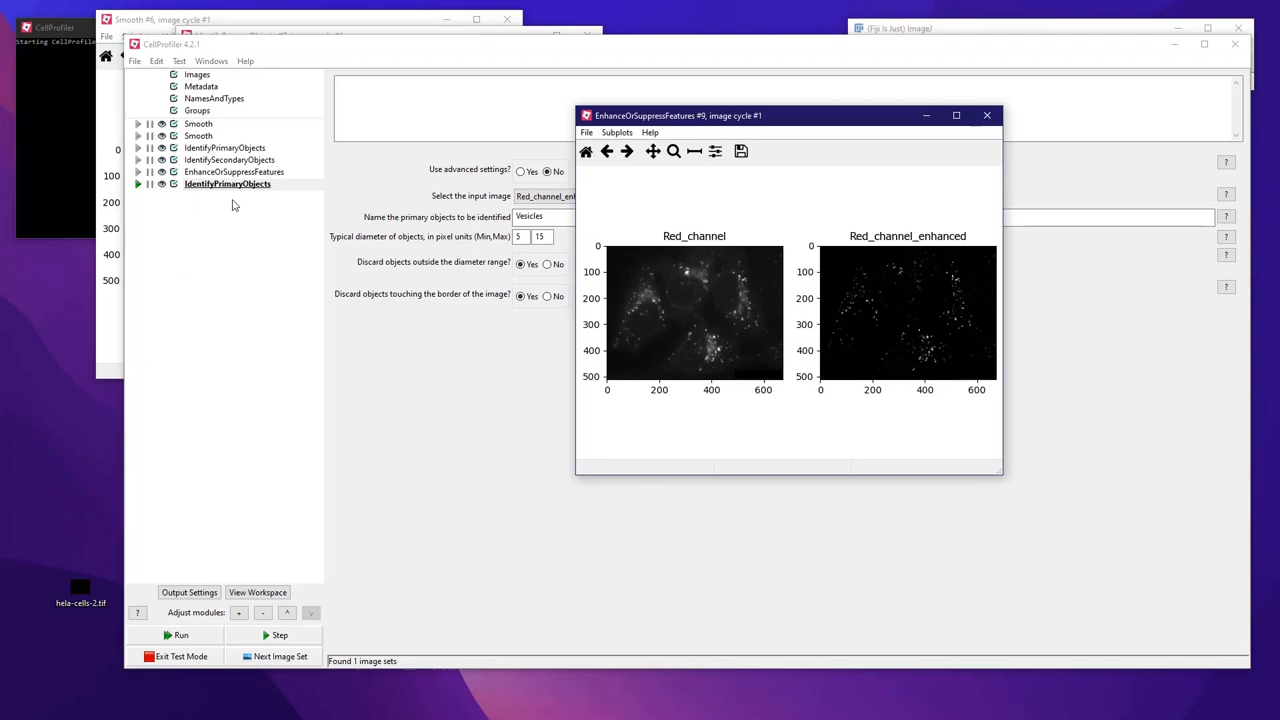 CellProfiler
Starting CellProfile
Smooth #6, image cycle #1
File
(Fiji Is Just) ImageJ
CellProfiler 4.2.1
File Edit Test Windows Help
Images
Metadata
NamesAndTypes
Groups
Smooth
Smooth
IdentifyPrimaryObjects
IdentifySecondaryObjects
EnhanceOrSuppressFeatures
IdentifyPrimaryObjects
0
100
200
300
400
500
Use advanced settings? Yes No ?
Select the input image Red_channel_en ?
Name the primary objects to be identified Vesicles ?
Typical diameter of objects, in pixel units (Min,Max) 5 15 ?
?
Discard objects outside the diameter range? Yes No
Discard objects touching the border of the image? Yes No ?
EnhanceOrSuppressFeatures #9, image cycle #1
File Subplots Help
Red_channel
0
100
200
300
400
500
0 200 400 600
Red_channel_enhanced
0
100
200
300
400
500
0 200 400 600
hela-cells-2.tif
Output Settings View Workspace
? Adjust modules: + - ^ v
Run Step
Exit Test Mode Next Image Set
Found 1 image sets